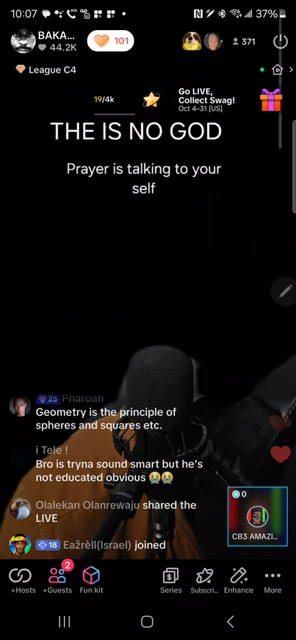 10:07
37%
BAKA...
44.2K
101
371
League C4
19/4k
Go LIVE,
Collect Swag!
Oct 4-31 [US]
THE IS NO GOD
Prayer is talking to your
self
25 Pharoah
Geometry is the principle of
spheres and squares etc.
i Tele !
Bro is tryna sound smart but he's
not educated obvious 😭😭
Olalekan Olanrewaju shared the
LIVE
18 Eažrèll(Israel) joined
0
CB3 AMAZI...
2
+Hosts
+Guests
Fun kit
Series
Subscri...
Enhance
More